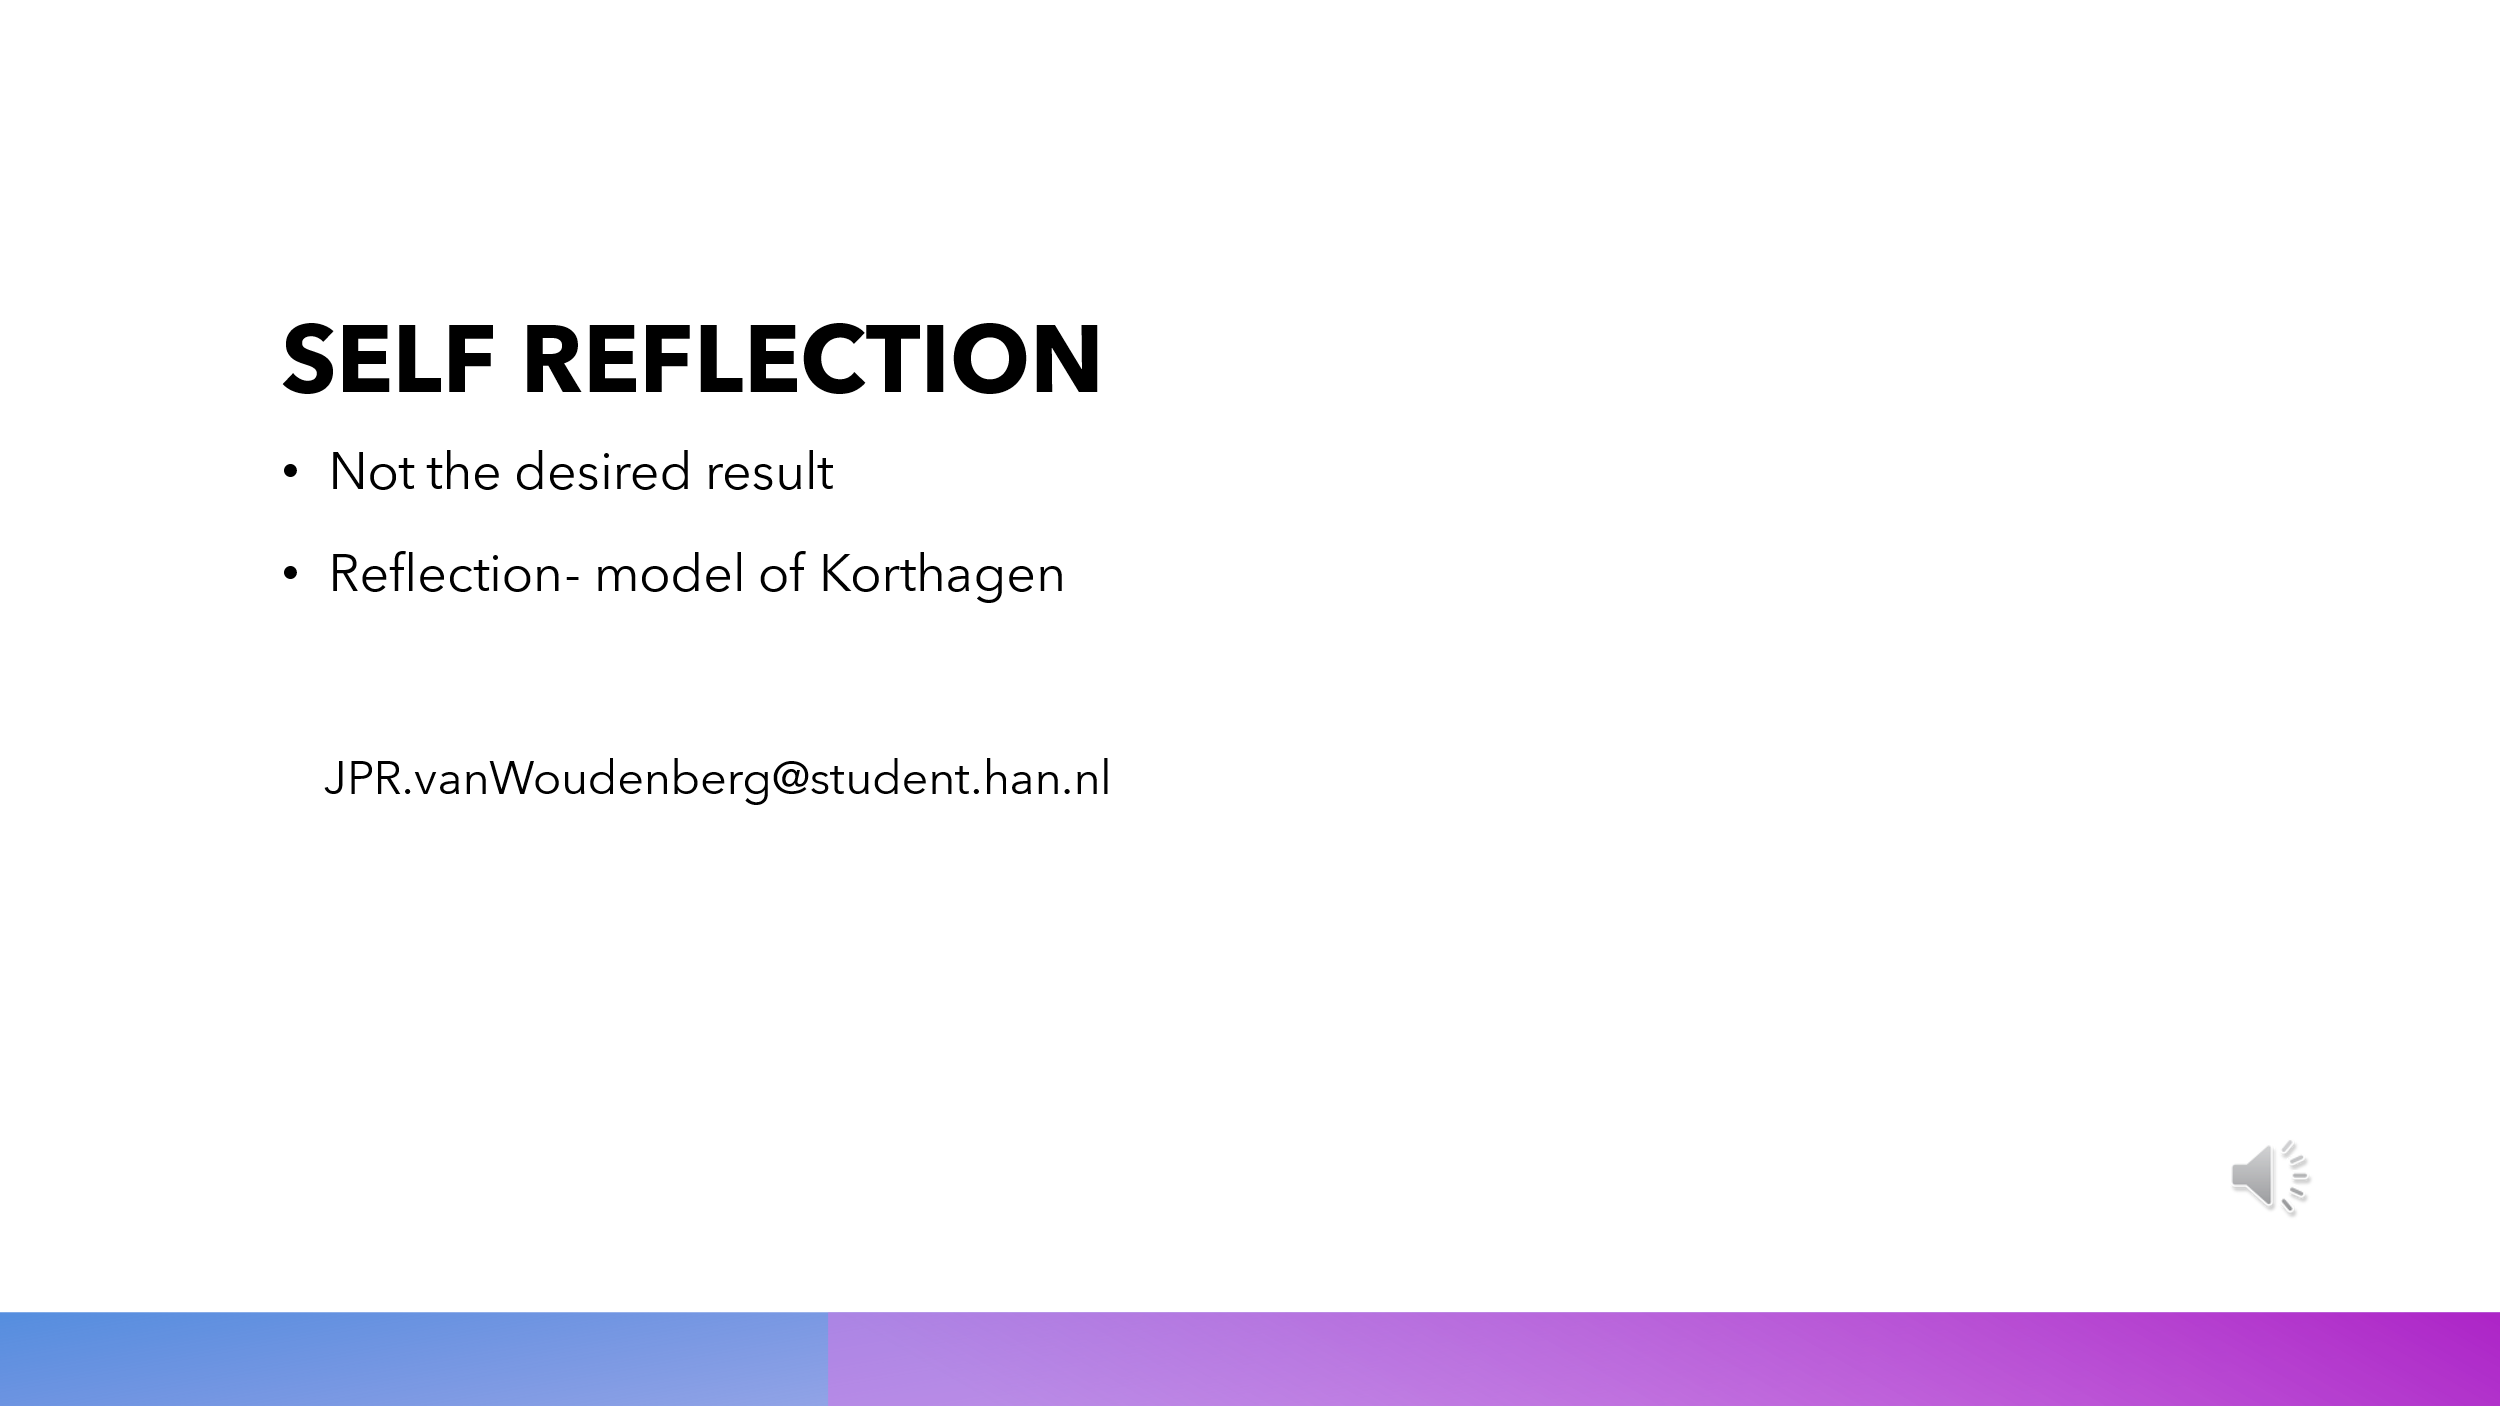 SELF REFLECTION
• Not the desired result
• Reflection- model of Korthagen
JPR.vanWoudenberg@student.han.nl